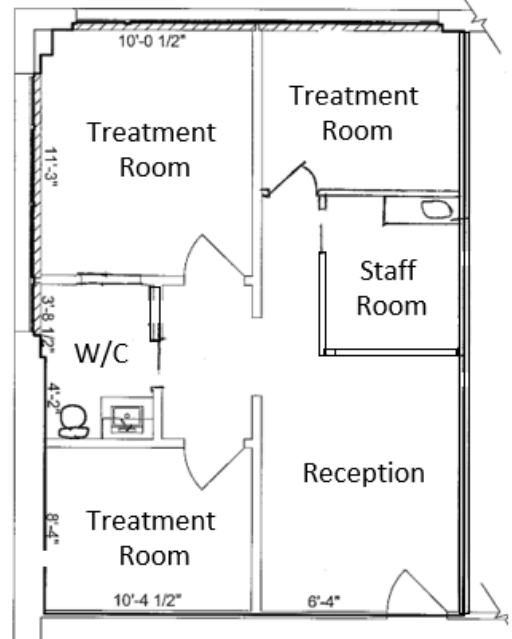 10'-0 1/2"
Treatment
Room
Treatment
Room
11'-3"
Staff
Room
3'-8 1/2"
W/C
4'-2"
Reception
Treatment
Room
8'-4"
10'-4 1/2"
6'-4"